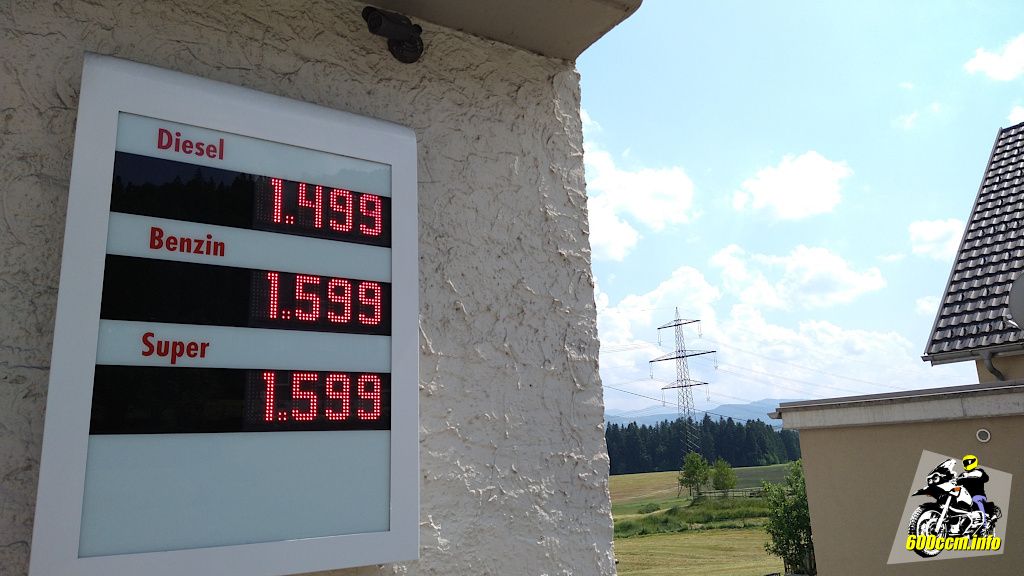 Diesel
1.499
Benzin
1.599
Super
1.599
600ccm.info